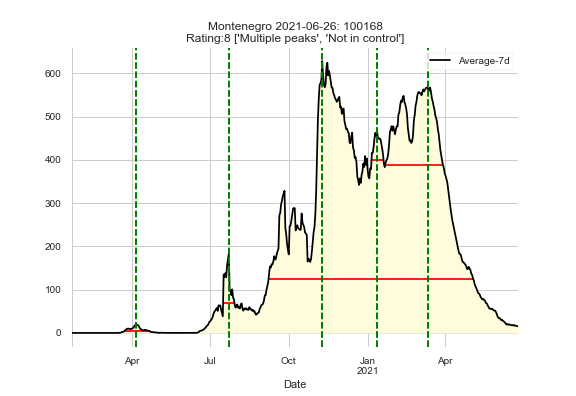 Montenegro 2021-06-26: 100168
Rating:8 ['Multiple peaks', 'Not in control']
Average-7d
600
500
400
300
200
100
0
Apr
Jul
Oct
Jan
2021
Apr
Date